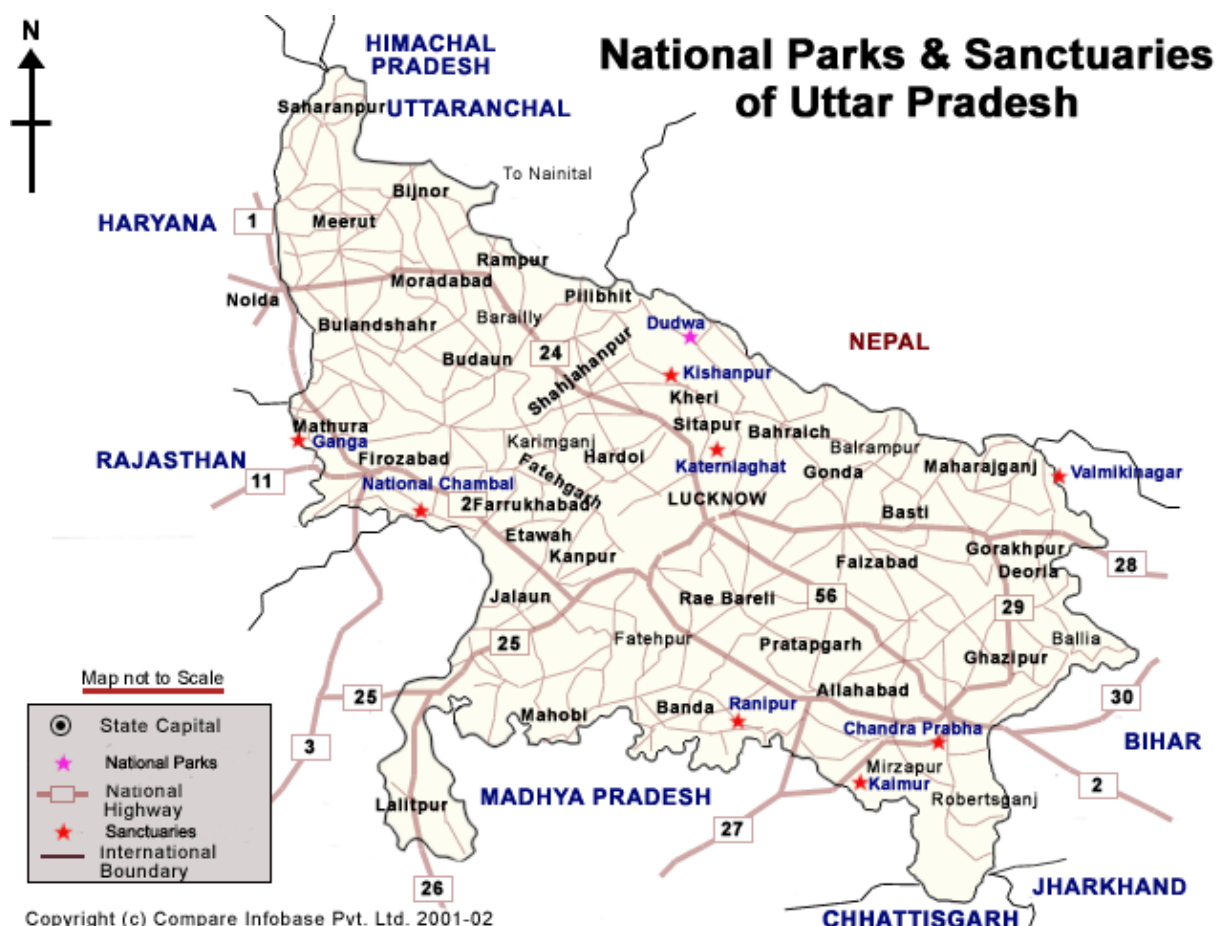 N
HIMACHAL
PRADESH
National Parks & Sanctuaries
of Uttar Pradesh
Saharanpur
UTTARANCHAL
To Nainital
Bijnor
HARYANA
1
Meerut
Rampur
Moradabad
Noida
Pilibhit
Bulandshahr
Barailly
Dudwa
NEPAL
Budaun
24
Shahjahanpur
Kishanpur
Kheri
Mathura
Ganga
Sitapur
Bahraich
Karimganj
Balrampur
RAJASTHAN
Firozabad
Hardoi
Katerniaghat
Gonda
Maharajganj
Valmikinagar
11
National Chambal
Fatehgarh
2
Farrukhabad
LUCKNOW
Basti
Etawah
Kanpur
Faizabad
Gorakhpur
Deoria
28
Jalaun
Rae Bareli
56
29
25
Fatehpur
Pratapgarh
Ballia
Ghazipur
Map not to Scale
25
Allahabad
30
Mahobi
Banda
Ranipur
Chandra Prabha
BIHAR
State Capital
3
National Parks
Mirzapur
Kaimur
2
National
Highway
Lalitpur
MADHYA PRADESH
Robertsganj
Sanctuaries
27
International
Boundary
26
JHARKHAND
Copyright (c) Compare Infobase Pvt. Ltd. 2001-02
CHHATTISGARH